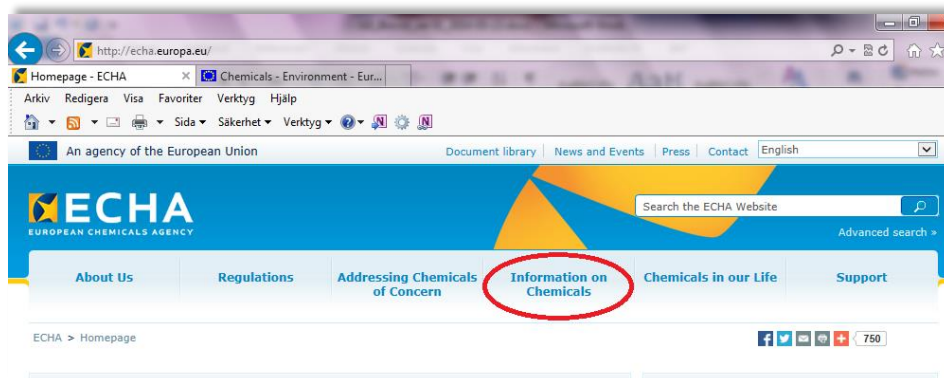 http://echa.europa.eu/
Homepage - ECHA
Chemicals - Environment - Eur...
Arkiv Redigera Visa Favoriter Verktyg Hjälp
Sida Säkerhet Verktyg
An agency of the European Union
Document library News and Events Press Contact English
ECHA
EUROPEAN CHEMICALS AGENCY
Search the ECHA Website
Advanced search »
About Us
Regulations
Addressing Chemicals
of Concern
Information on
Chemicals
Chemicals in our Life
Support
ECHA > Homepage
750